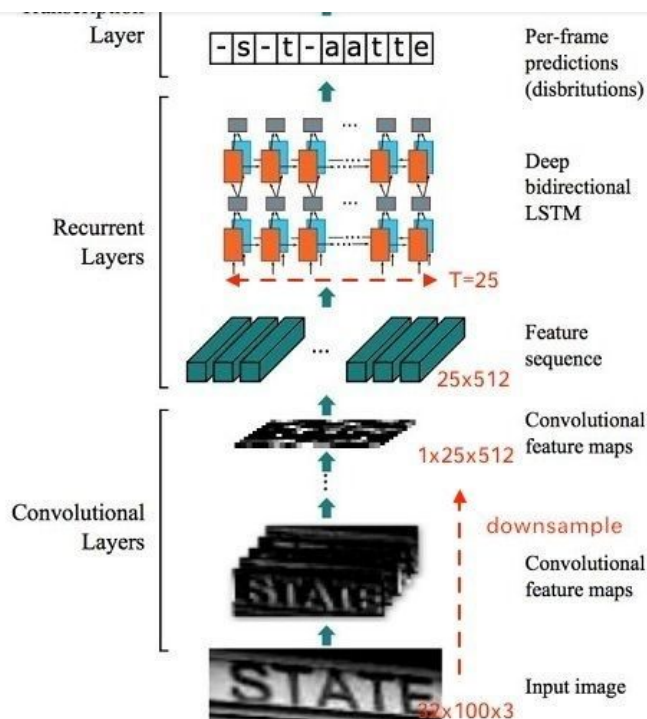 Layer
-s-t-aatte
Per-frame
predictions
(disbritutions)
Recurrent
Layers
Deep
bidirectional
LSTM
T=25
Feature
sequence
25x512
Convolutional
feature maps
1x25x512
Convolutional
Layers
downsample
Convolutional
feature maps
STATE
STATE
32x100x3
Input image